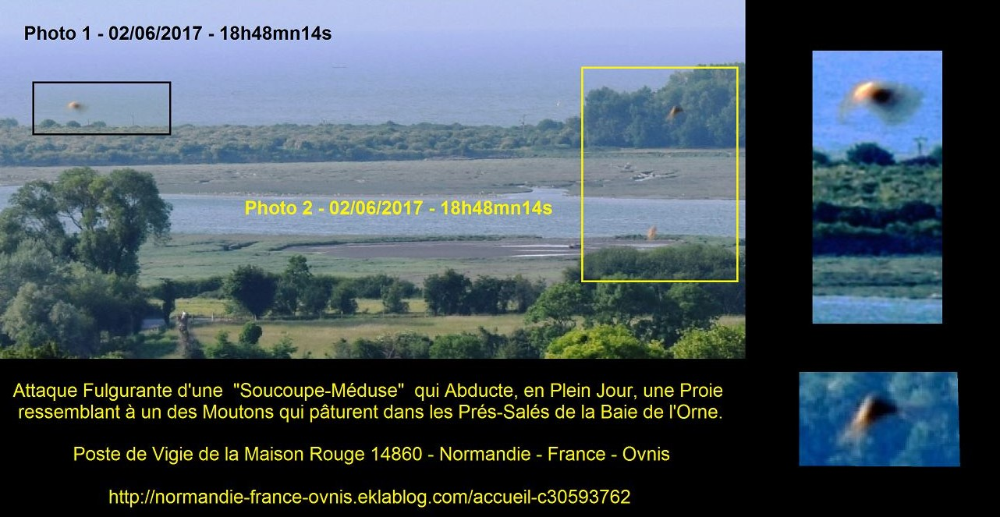 Photo 1 - 02/06/2017 - 18h48mn14s
Photo 2 - 02/06/2017 - 18h48mn14s
Attaque Fulgurante d'une "Soucoupe-Méduse" qui Abducte, en Plein Jour, une Proie
ressemblant à un des Moutons qui pâturent dans les Prés-Salés de la Baie de l'Orne.
Poste de Vigie de la Maison Rouge 14860 - Normandie - France - Ovnis
http://normandie-france-ovnis.eklablog.com/accueil-c30593762